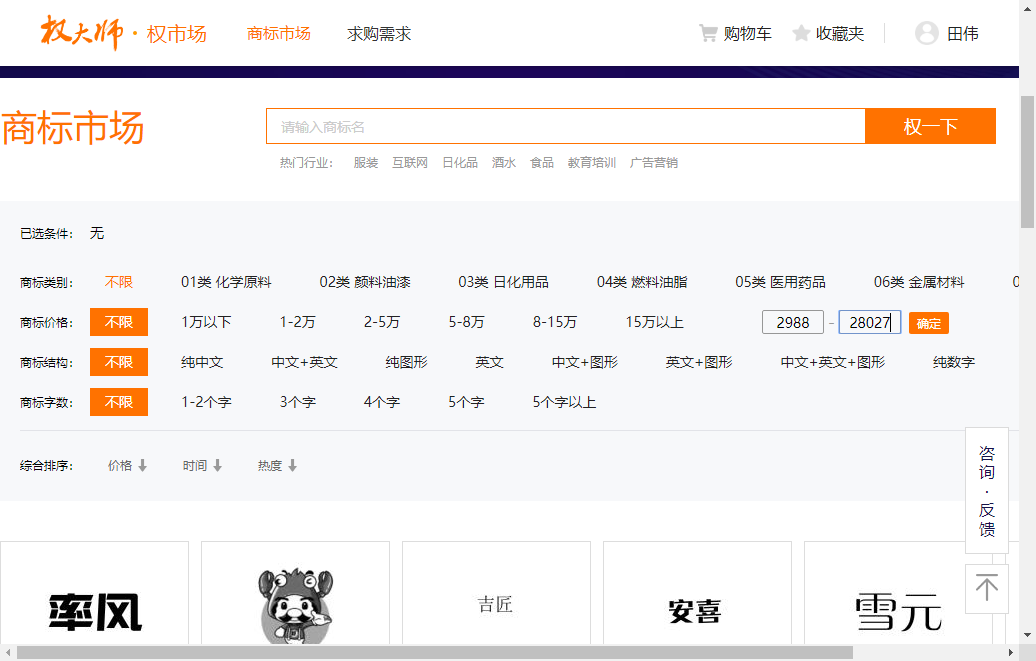 权大师·权市场 商标市场 求购需求 购物车 收藏夹 田伟
商标市场 请输入商标名 权一下
热门行业： 服装 互联网 日化品 酒水 食品 教育培训 广告营销
已选条件： 无
商标类别： 不限 01类 化学原料 02类 颜料油漆 03类 日化用品 04类 燃料油脂 05类 医用药品 06类 金属材料 0
商标价格： 不限 1万以下 1-2万 2-5万 5-8万 8-15万 15万以上 2988 - 28027 确定
商标结构： 不限 纯中文 中文+英文 纯图形 英文 中文+图形 英文+图形 中文+英文+图形 纯数字
商标字数： 不限 1-2个字 3个字 4个字 5个字 5个字以上
综合排序： 价格 时间 热度
咨
询
·
反
馈
率风 吉匠 安喜 雪元